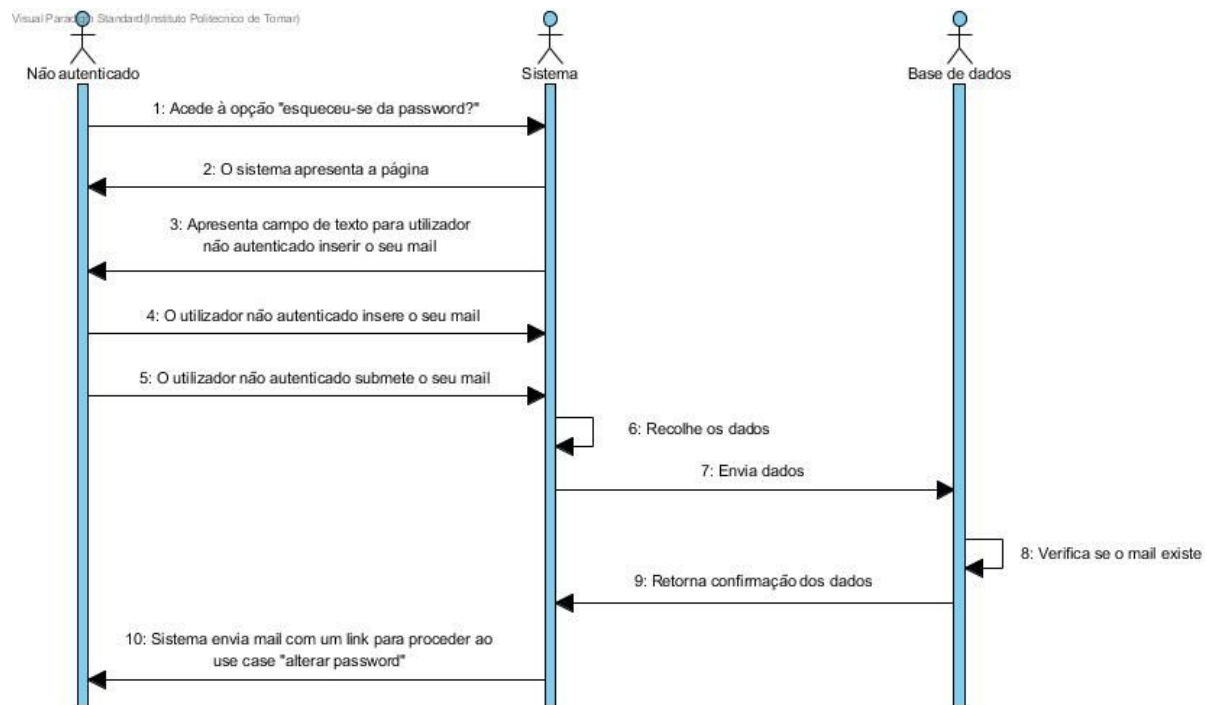 Visual Paradigm Standard(Instituto Politecnico de Tomar)
Não autenticado
Sistema
Base de dados
1: Acede à opção "esqueceu-se da password?"
2: O sistema apresenta a página
3: Apresenta campo de texto para utilizador
não autenticado inserir o seu mail
4: O utilizador não autenticado insere o seu mail
5: O utilizador não autenticado submete o seu mail
6: Recolhe os dados
7: Envia dados
8: Verifica se o mail existe
9: Retorna confirmação dos dados
10: Sistema envia mail com um link para proceder ao
use case "alterar password"